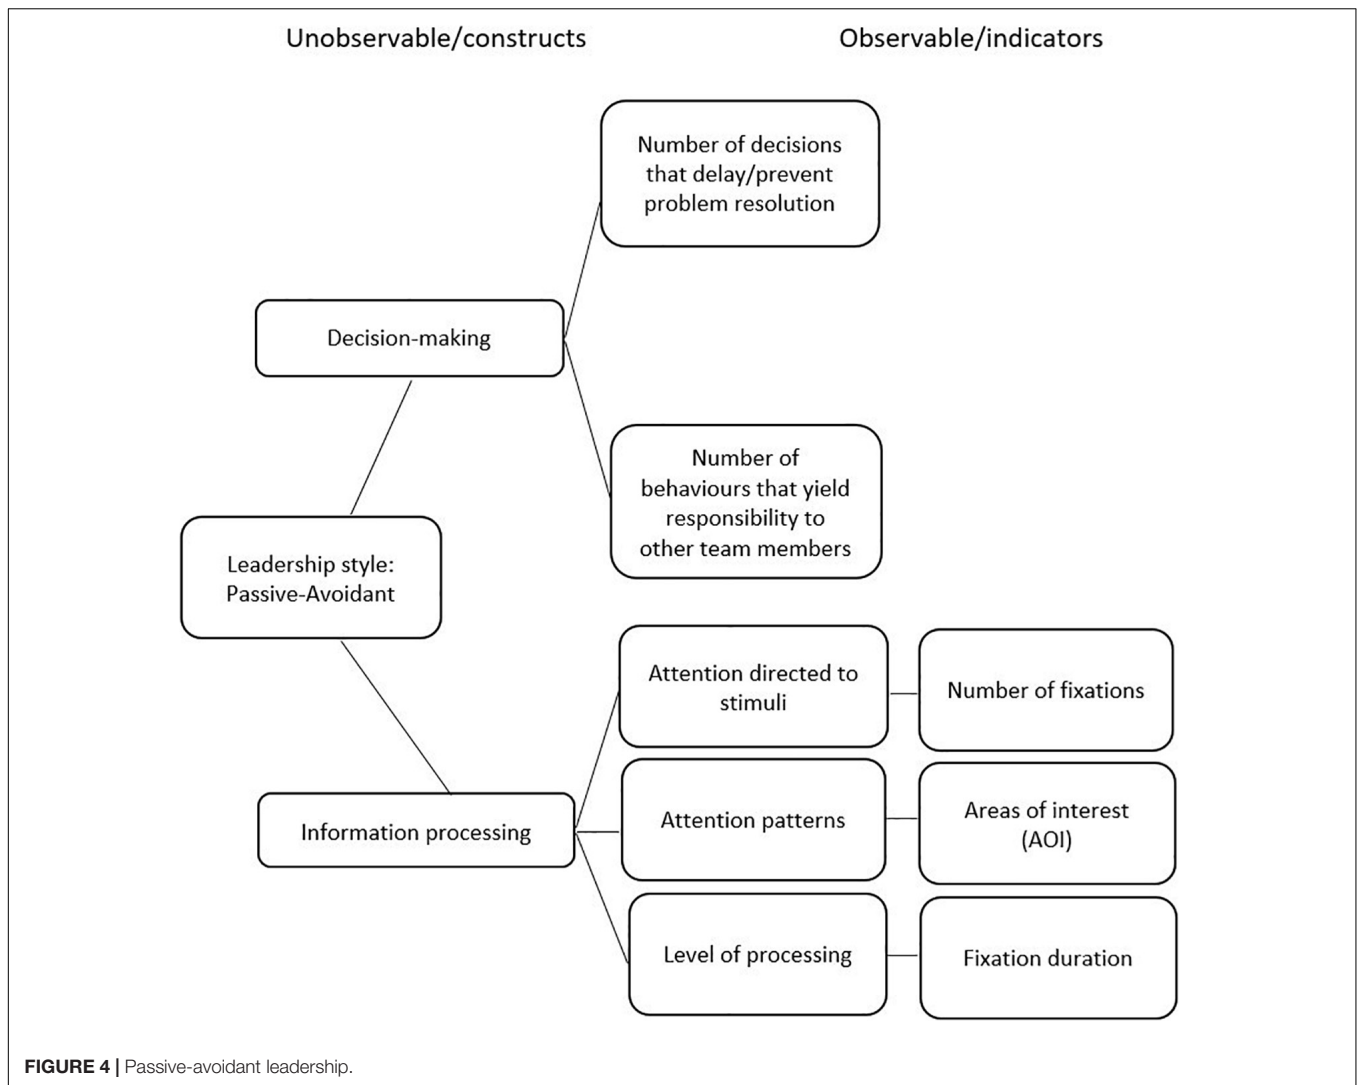 Unobservable/constructs
Observable/indicators
Number of decisions
that delay/prevent
problem resolution
Decision-making
Number of
behaviours that yield
responsibility to
other team members
Leadership style:
Passive-Avoidant
Attention directed to
stimuli
Number of fixations
Information processing
Attention patterns
Areas of interest
(AOI)
Level of processing
Fixation duration
FIGURE 4 | Passive-avoidant leadership.